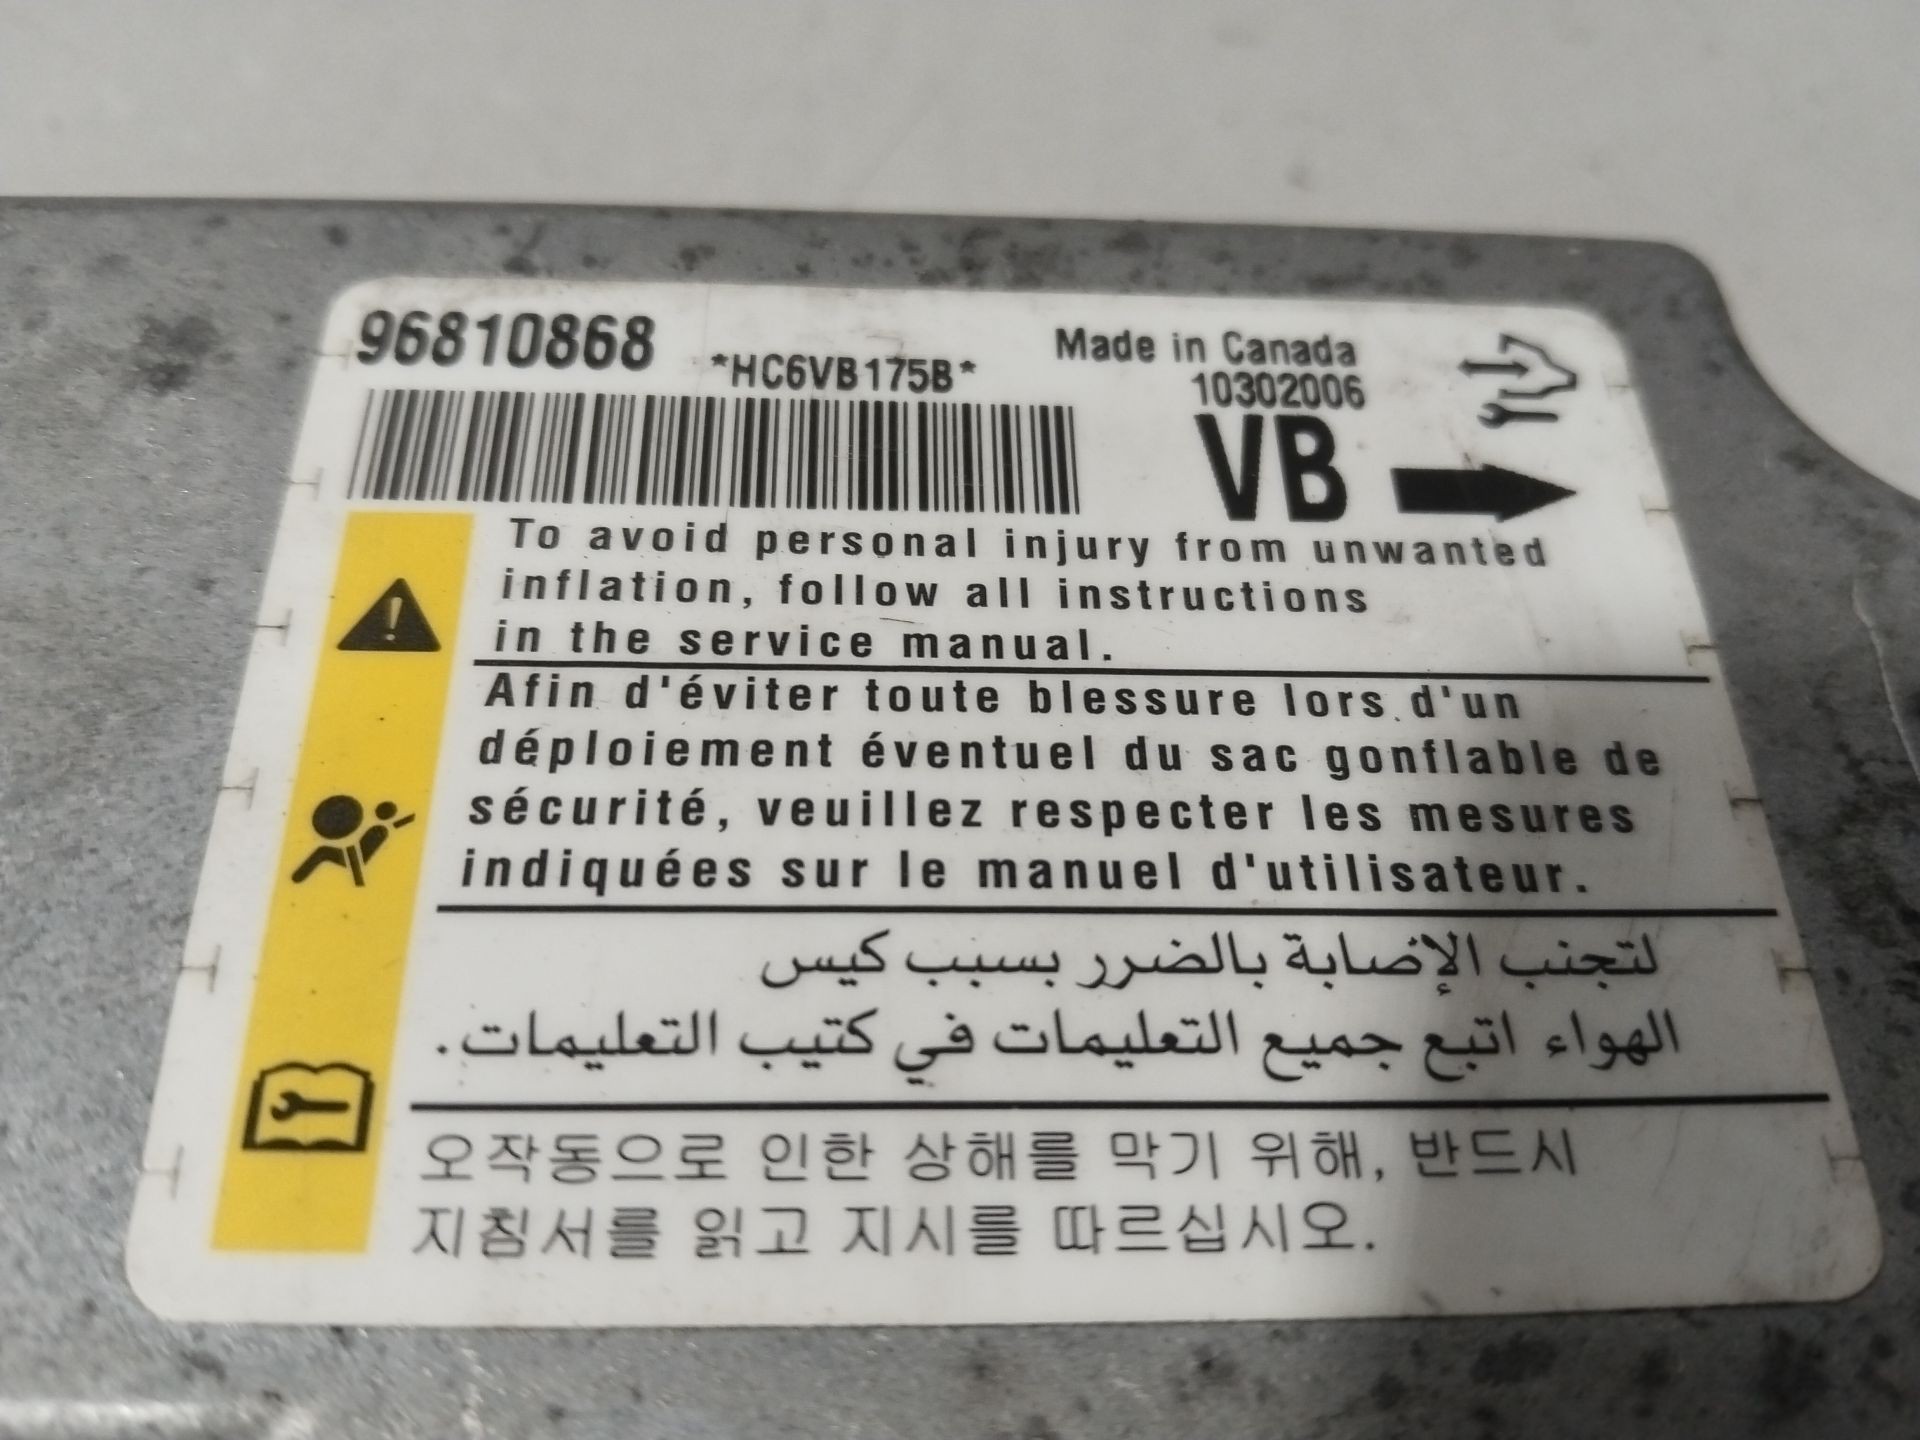 96810868
*HC6VB175B*
Made in Canada
10302006
VB
To avoid personal injury from unwanted
inflation, follow all instructions
in the service manual.
Afin d'éviter toute blessure lors d'un
déploiement éventuel du sac gonflable de
sécurité, veuillez respecter les mesures
indiquées sur le manuel d'utilisateur.
لتجنب الإضابة بالضرر بسبب كيس
الهواء اتبع جميع التعليمات في كتيب التعليمات.
오작동으로 인한 상해를 막기 위해, 반드시
지침서를 읽고 지시를 따르십시오.